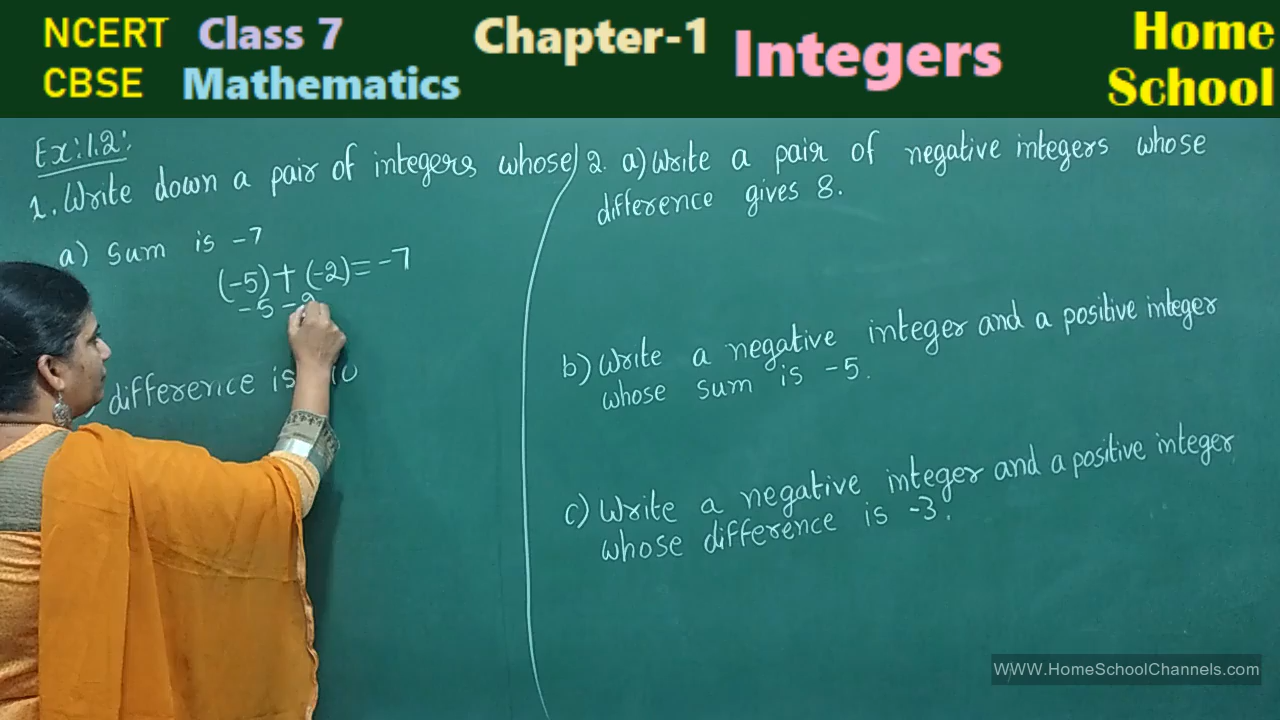 NCERT Class 7 Chapter-1 Integers Home
CBSE Mathematics School
Ex:1.2:
1. Write down a pair of integers whose
a) sum is -7
(-5)+(-2)=-7
-5-2
difference is
2. a) Write a pair of negative integers whose
difference gives 8.
b) Write a negative integer and a positive integer
whose sum is -5.
c) Write a negative integer and a positive integer
whose difference is -3.
WWW.HomeSchoolChannels.com